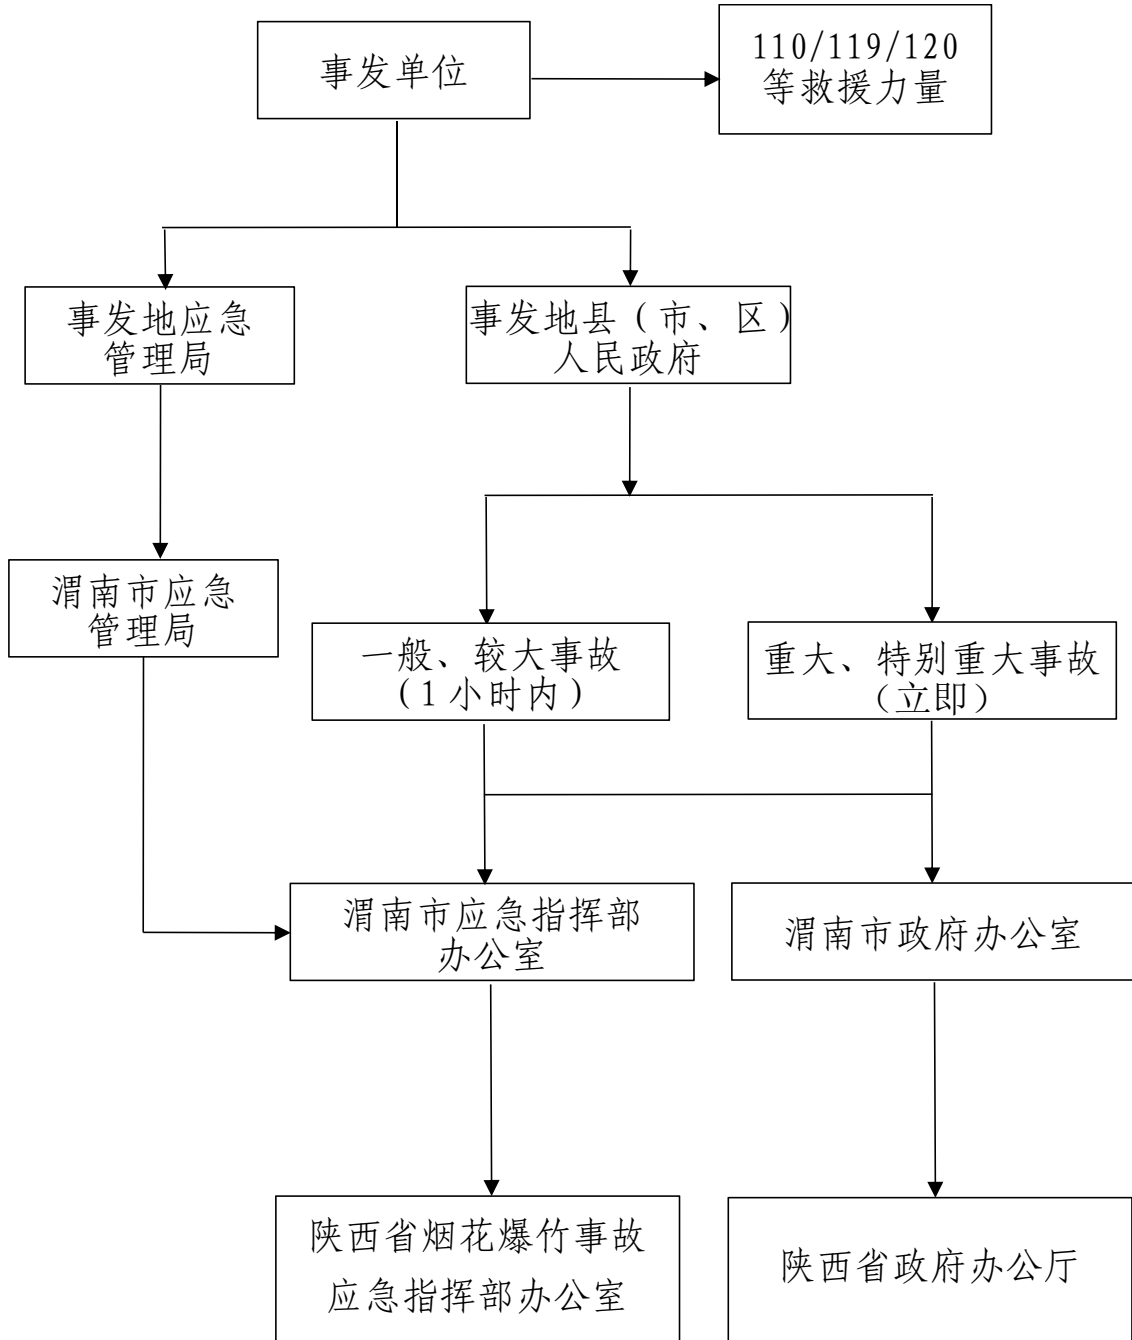 事发单位
110/119/120
等救援力量
事发地应急
管理局
事发地县（市、区）
人民政府
渭南市应急
管理局
一般、较大事故
(1小时内)
重大、特别重大事故
（立即）
渭南市应急指挥部
办公室
渭南市政府办公室
陕西省烟花爆竹事故
应急指挥部办公室
陕西省政府办公厅